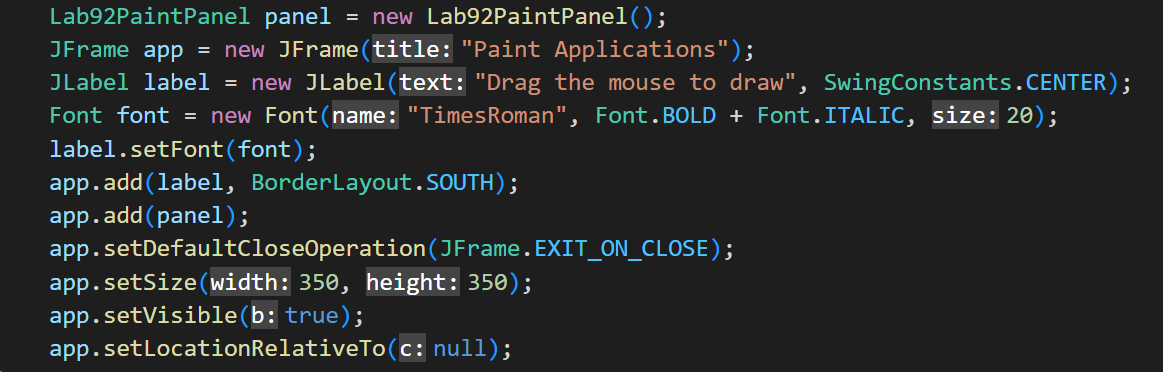 Lab92PaintPanel panel = new Lab92PaintPanel();
JFrame app = new JFrame(title: "Paint Applications");
JLabel label = new JLabel(text: "Drag the mouse to draw", SwingConstants.CENTER);
Font font = new Font(name: "TimesRoman", Font.BOLD + Font.ITALIC, size: 20);
label.setFont(font);
app.add(label, BorderLayout.SOUTH);
app.add(panel);
app.setDefaultCloseOperation(JFrame.EXIT_ON_CLOSE);
app.setSize(width: 350, height: 350);
app.setVisible(b: true);
app.setLocationRelativeTo(c: null);